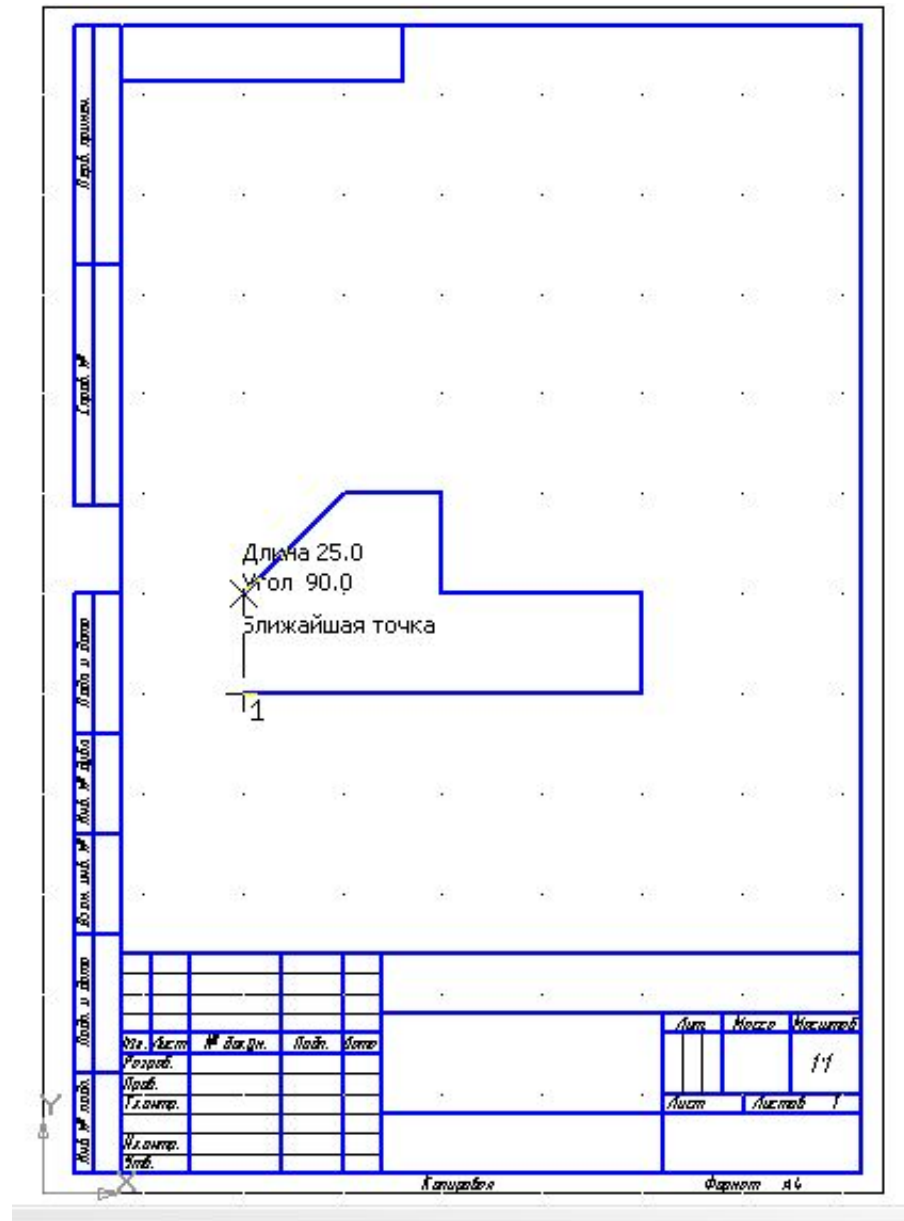 Перв. примен.
Справ. №
Длина 25.0
Угол 90.0
Ближайшая точка
1
Подп. и дата
Инв. № дубл.
Взам. инв. №
Подп. и дата
Инв. № подл.
Изм. Лист № докум. Подп. Дата
Разраб.
Пров.
Т.контр.
Н.контр.
Утв.
Лит. Масса Масштаб
1:1
Лист Листов 1
Копировал Формат A4
Y
X